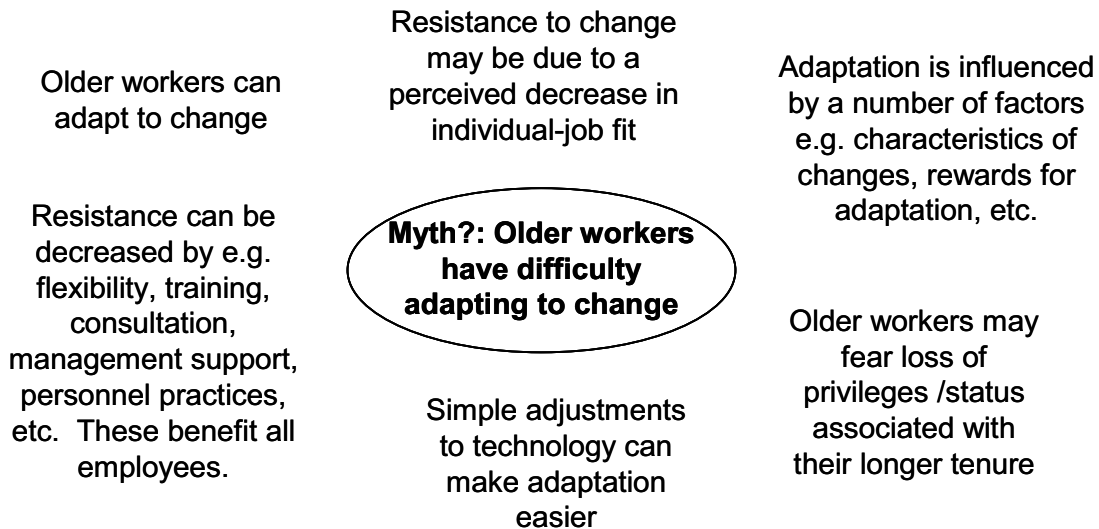 Older workers can
adapt to change
Resistance to change
may be due to a
perceived decrease in
individual-job fit
Adaptation is influenced
by a number of factors
e.g. characteristics of
changes, rewards for
adaptation, etc.
Resistance can be
decreased by e.g.
flexibility, training,
consultation,
management support,
personnel practices,
etc.  These benefit all
employees.
Myth?: Older workers
have difficulty
adapting to change
Older workers may
fear loss of
privileges /status
associated with
their longer tenure
Simple adjustments
to technology can
make adaptation
easier